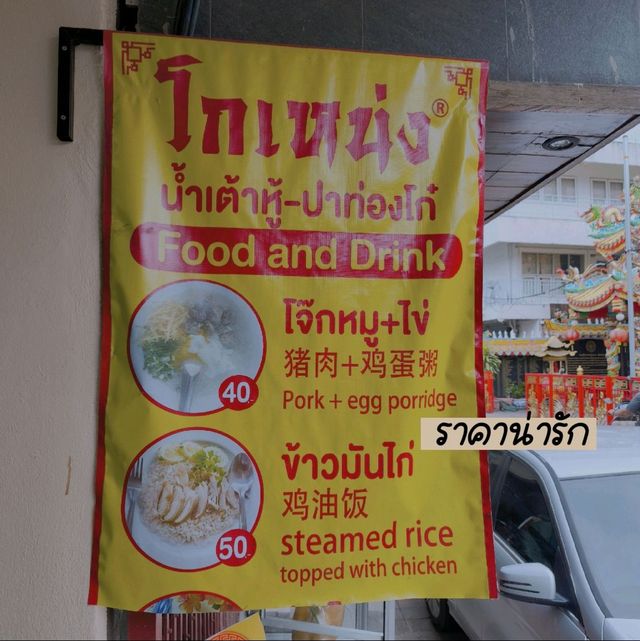 โกเหน่ง®
น้ำเต้าหู้-ปาท่องโก๋
Food and Drink
โจ๊กหมู+ไข่
猪肉+鸡蛋粥
40.-
Pork + egg porridge
ราคาน่ารัก
ข้าวมันไก่
鸡油饭
50.-
steamed rice
topped with chicken